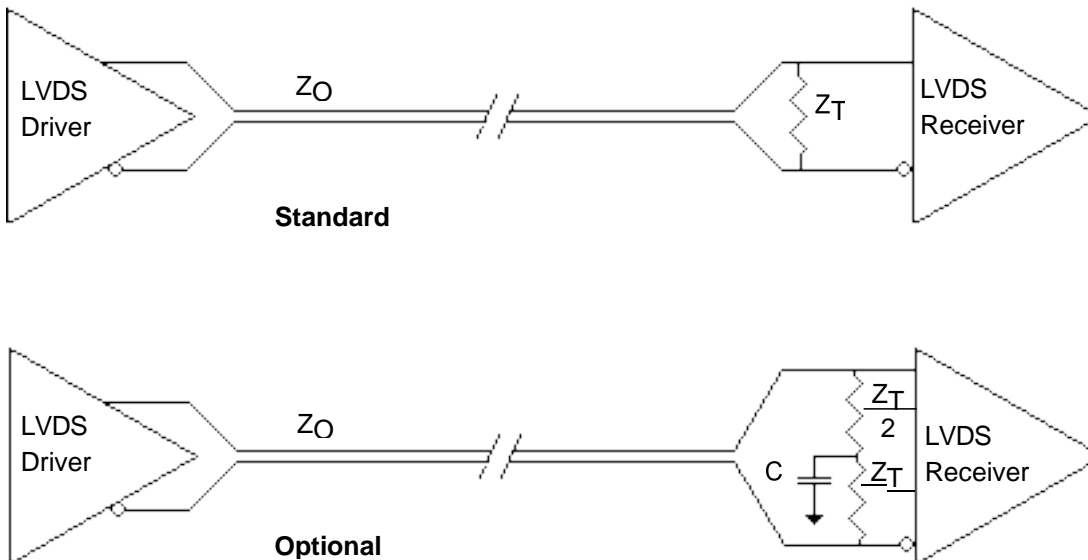 LVDS
Driver
ZO
ZT
LVDS
Receiver
Standard
LVDS
Driver
ZO
ZT
2
C
ZT
LVDS
Receiver
Optional